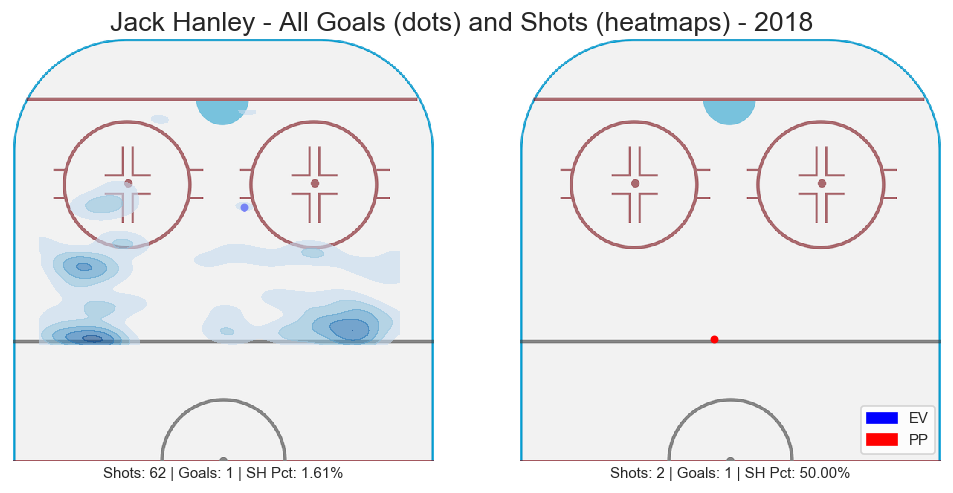 Jack Hanley - All Goals (dots) and Shots (heatmaps) - 2018
EV
PP
Shots: 62 | Goals: 1 | SH Pct: 1.61%
Shots: 2 | Goals: 1 | SH Pct: 50.00%